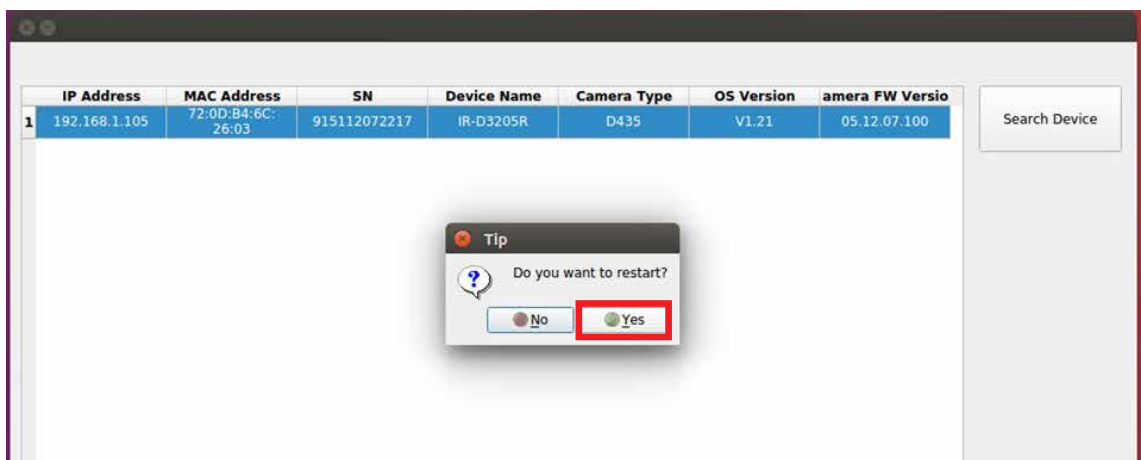 IP Address MAC Address SN Device Name Camera Type OS Version amera FW Versio
1 192.168.1.105 72:0D:B4:6C:26:03 915112072217 IR-D3205R D435 V1.21 05.12.07.100
Search Device
Tip
?
Do you want to restart?
No Yes